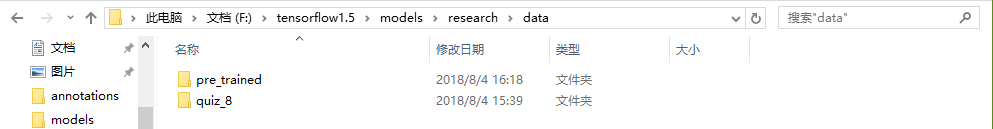 此电脑 文档 (F:) tensorflow1.5 models research data 搜索"data"
文档
图片
annotations
models
名称 修改日期 类型 大小
pre_trained 2018/8/4 16:18 文件夹
quiz_8 2018/8/4 15:39 文件夹